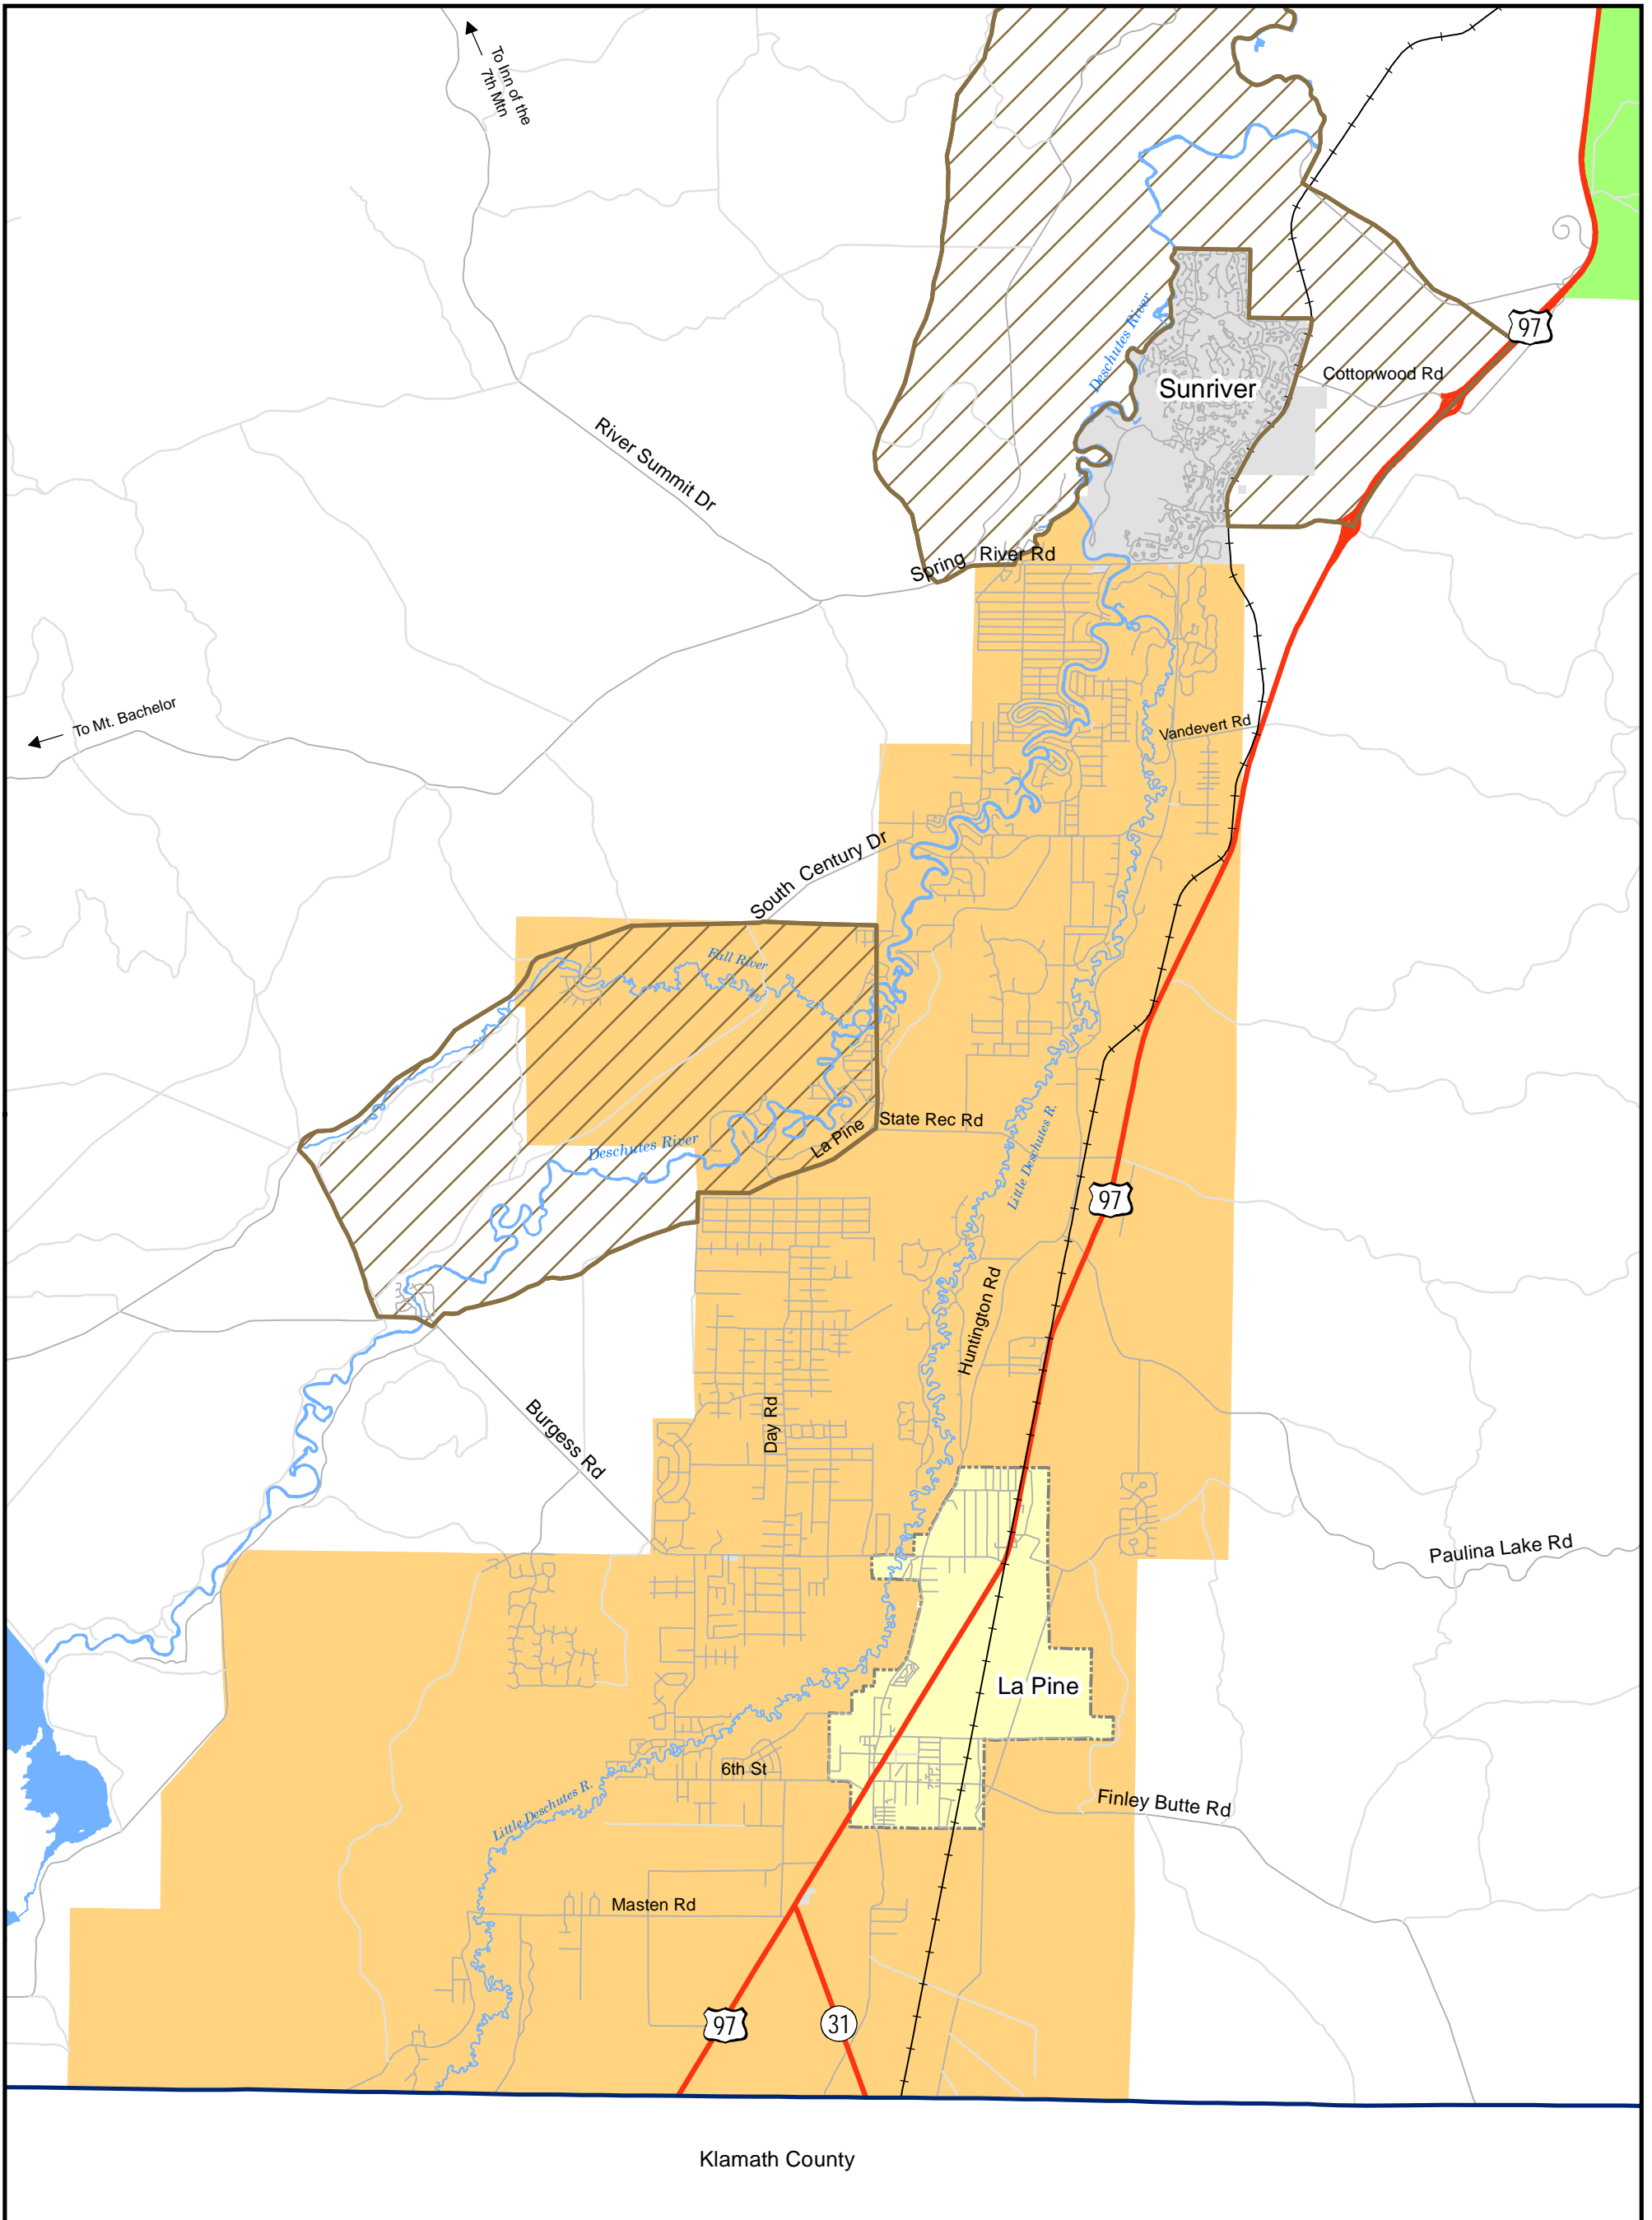 To Inn of the
7th Mtn
97
Deschutes River
Cottonwood Rd
Sunriver
River Summit Dr
Spring River Rd
To Mt. Bachelor
Vandevert Rd
South Century Dr
Fall River
State Rec Rd
La Pine
Deschutes River
Little Deschutes R.
97
Huntington Rd
Day Rd
Burgess Rd
Paulina Lake Rd
La Pine
6th St
Finley Butte Rd
Little Deschutes R.
Masten Rd
97
31
Klamath County